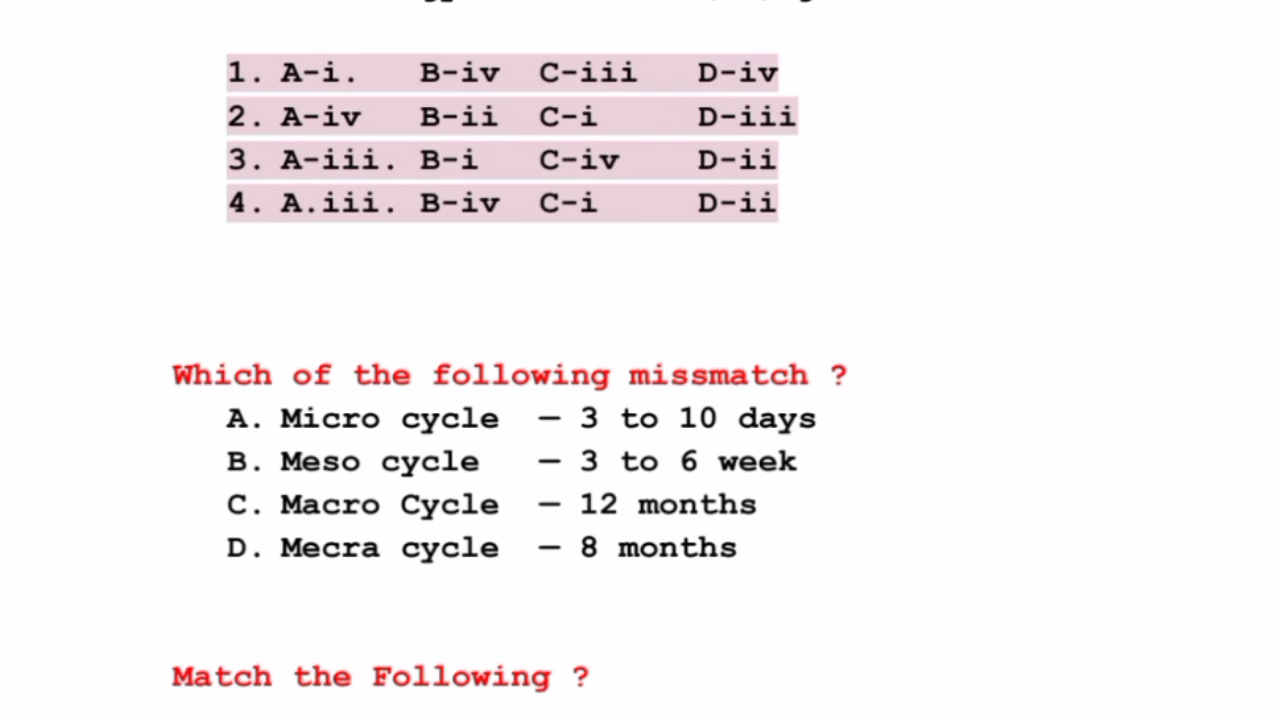 1. A-i. B-iv C-iii D-iv
2. A-iv B-ii C-i D-iii
3. A-iii. B-i C-iv D-ii
4. A.iii. B-iv C-i D-ii
Which of the following missmatch ?
A. Micro cycle — 3 to 10 days
B. Meso cycle — 3 to 6 week
C. Macro Cycle — 12 months
D. Mecra cycle — 8 months
Match the Following ?